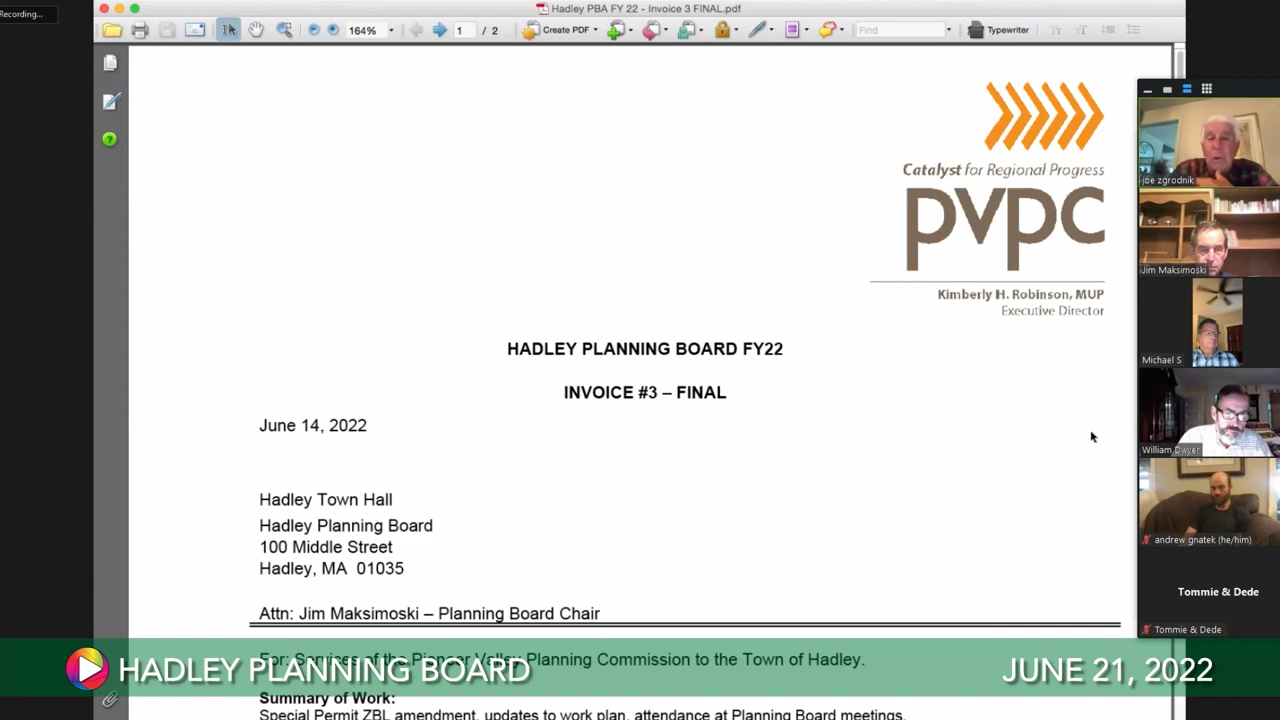 Recording...
Hadley PBA FY 22 - Invoice 3 FINAL.pdf
164%
1 / 2
Create PDF
Find
Typewriter
Catalyst for Regional Progress
pvpc
Kimberly H. Robinson, MUP
Executive Director
HADLEY PLANNING BOARD FY22
INVOICE #3 – FINAL
June 14, 2022
Hadley Town Hall
Hadley Planning Board
100 Middle Street
Hadley, MA 01035
Attn: Jim Maksimoski – Planning Board Chair
For: Services of the Pioneer Valley Planning Commission to the Town of Hadley.
Summary of Work:
Special Permit ZBL amendment, updates to work plan, attendance at Planning Board meetings.
joe zgrodnik
Jim Maksimoski
Michael S
William Dwyer
andrew gnatek (he/him)
Tommie & Dede
Tommie & Dede
HADLEY PLANNING BOARD
JUNE 21, 2022